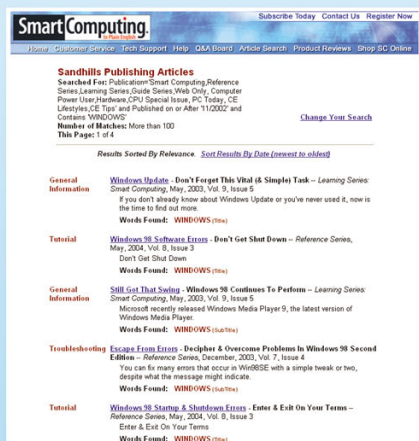 Subscribe Today Contact Us Register Now
Smart Computing.
In Plain English
Home Customer Service Tech Support Help Q&A Board Article Search Product Reviews Shop SC Online
Sandhills Publishing Articles
Searched For: Publication='Smart Computing,Reference
Series,Learning Series,Guide Series,Web Only, Computer
Power User,Hardware,CPU Special Issue, PC Today, CE
Lifestyles,CE Tips' and Published on or After '11/2002' and
Contains 'WINDOWS'
Number of Matches: More than 100
This Page: 1 of 4
Change Your Search
Results Sorted By Relevance. Sort Results By Date (newest to oldest)
General Information
Windows Update - Don't Forget This Vital (& Simple) Task -- Learning Series:
Smart Computing, May, 2003, Vol. 9, Issue 5
If you don't already know about Windows Update or you've never used it, now is
the time to find out more.
Words Found: WINDOWS (Title)
Tutorial
Windows 98 Software Errors - Don't Get Shut Down -- Reference Series,
May, 2004, Vol. 8, Issue 3
Don't Get Shut Down
Words Found: WINDOWS (Title)
General Information
Still Got That Swing - Windows 98 Continues To Perform -- Learning Series:
Smart Computing, May, 2003, Vol. 9, Issue 5
Microsoft recently released Windows Media Player 9, the latest version of
Windows Media Player.
Words Found: WINDOWS (SubTitle)
Troubleshooting
Escape From Errors - Decipher & Overcome Problems In Windows 98 Second
Edition -- Reference Series, December, 2003, Vol. 7, Issue 4
You can fix many errors that occur in Win98SE with a simple tweak or two,
despite what the message might indicate.
Words Found: WINDOWS (SubTitle)
Tutorial
Windows 98 Startup & Shutdown Errors - Enter & Exit On Your Terms --
Reference Series, May, 2004, Vol. 8, Issue 3
Enter & Exit On Your Terms
Words Found: WINDOWS (Title)